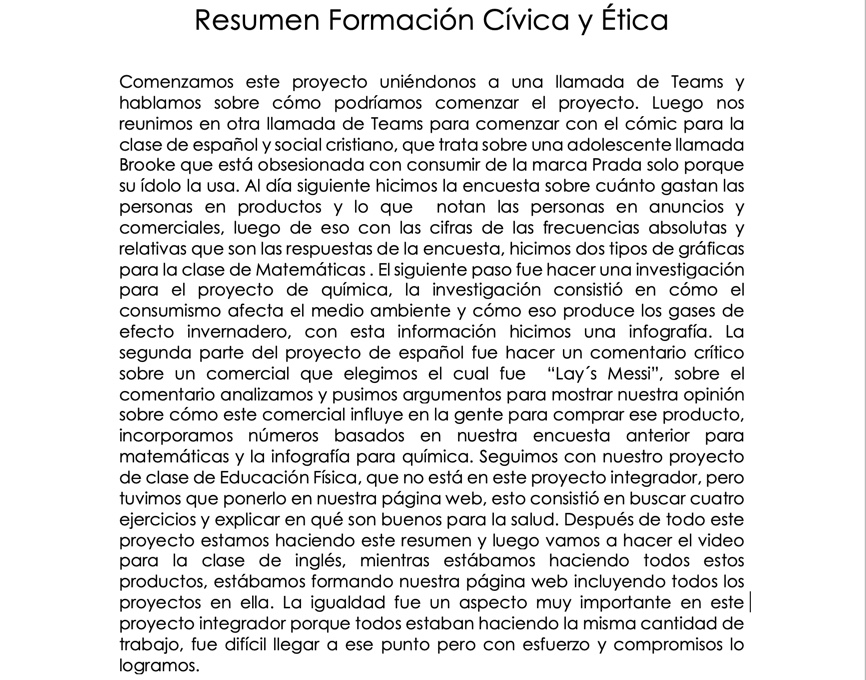 Resumen Formación Cívica y Ética
Comenzamos este proyecto uniéndonos a una llamada de Teams y
hablamos sobre cómo podríamos comenzar el proyecto. Luego nos
reunimos en otra llamada de Teams para comenzar con el cómic para la
clase de español y social cristiano, que trata sobre una adolescente llamada
Brooke que está obsesionada con consumir de la marca Prada solo porque
su ídolo la usa. Al día siguiente hicimos la encuesta sobre cuánto gastan las
personas en productos y lo que  notan las personas en anuncios y
comerciales, luego de eso con las cifras de las frecuencias absolutas y
relativas que son las respuestas de la encuesta, hicimos dos tipos de gráficas
para la clase de Matemáticas . El siguiente paso fue hacer una investigación
para el proyecto de química, la investigación consistió en cómo el
consumismo afecta el medio ambiente y cómo eso produce los gases de
efecto invernadero, con esta información hicimos una infografía. La
segunda parte del proyecto de español fue hacer un comentario crítico
sobre un comercial que elegimos el cual fue  “Lay´s Messi”, sobre el
comentario analizamos y pusimos argumentos para mostrar nuestra opinión
sobre cómo este comercial influye en la gente para comprar ese producto,
incorporamos números basados en nuestra encuesta anterior para
matemáticas y la infografía para química. Seguimos con nuestro proyecto
de clase de Educación Física, que no está en este proyecto integrador, pero
tuvimos que ponerlo en nuestra página web, esto consistió en buscar cuatro
ejercicios y explicar en qué son buenos para la salud. Después de todo este
proyecto estamos haciendo este resumen y luego vamos a hacer el video
para la clase de inglés, mientras estábamos haciendo todos estos
productos, estábamos formando nuestra página web incluyendo todos los
proyectos en ella. La igualdad fue un aspecto muy importante en este
proyecto integrador porque todos estaban haciendo la misma cantidad de
trabajo, fue difícil llegar a ese punto pero con esfuerzo y compromisos lo
logramos.